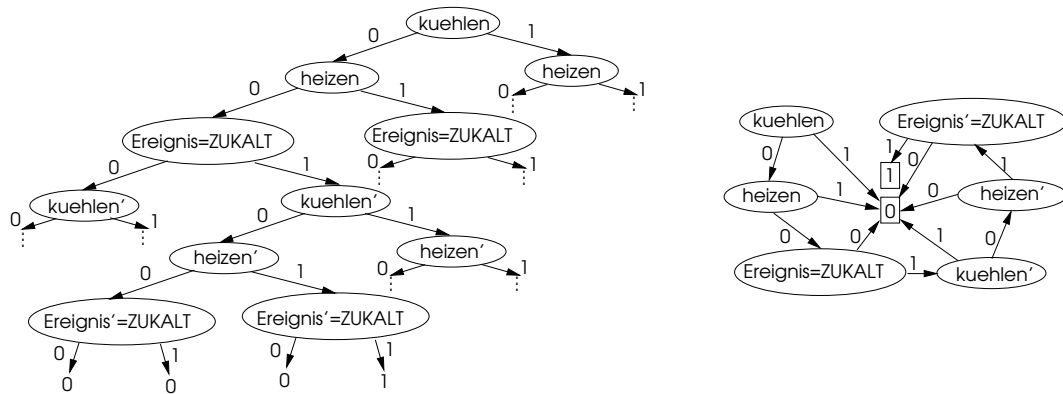 kuehlen
0 1
heizen heizen
0 1 0 1
Ereignis=ZUKALT Ereignis=ZUKALT
0 1 0 1
kuehlen′ kuehlen′
0 1 0 1
heizen′ heizen′
0 1 0 1
Ereignis′=ZUKALT Ereignis′=ZUKALT
0 1 0 1
0 0 0 1
kuehlen Ereignis′=ZUKALT
0 1 1 0
1
heizen 1 0 0 heizen′ 1
0 0 1 0
Ereignis=ZUKALT 1 kuehlen′